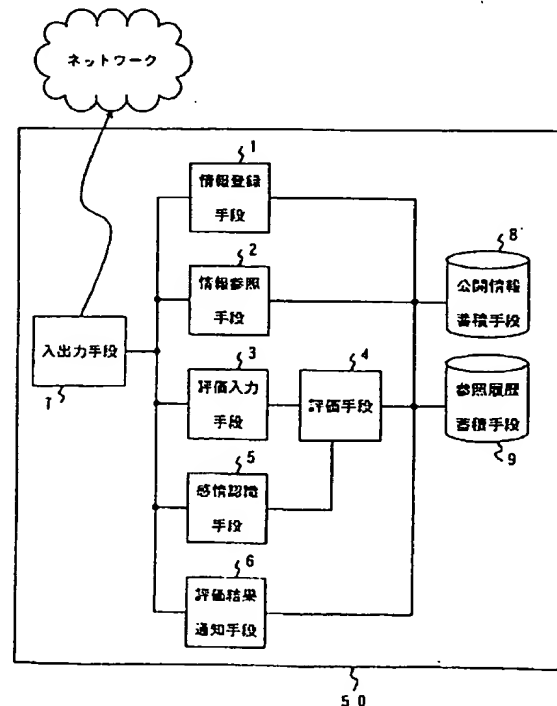 ネットワーク
1
情報登録
手段
2
情報参照
手段
8
公開情報
蓄積手段
入出力手段
7
3
評価入力
手段
4
評価手段
参照履歴
蓄積手段
9
5
感情認識
手段
6
評価結果
通知手段
50